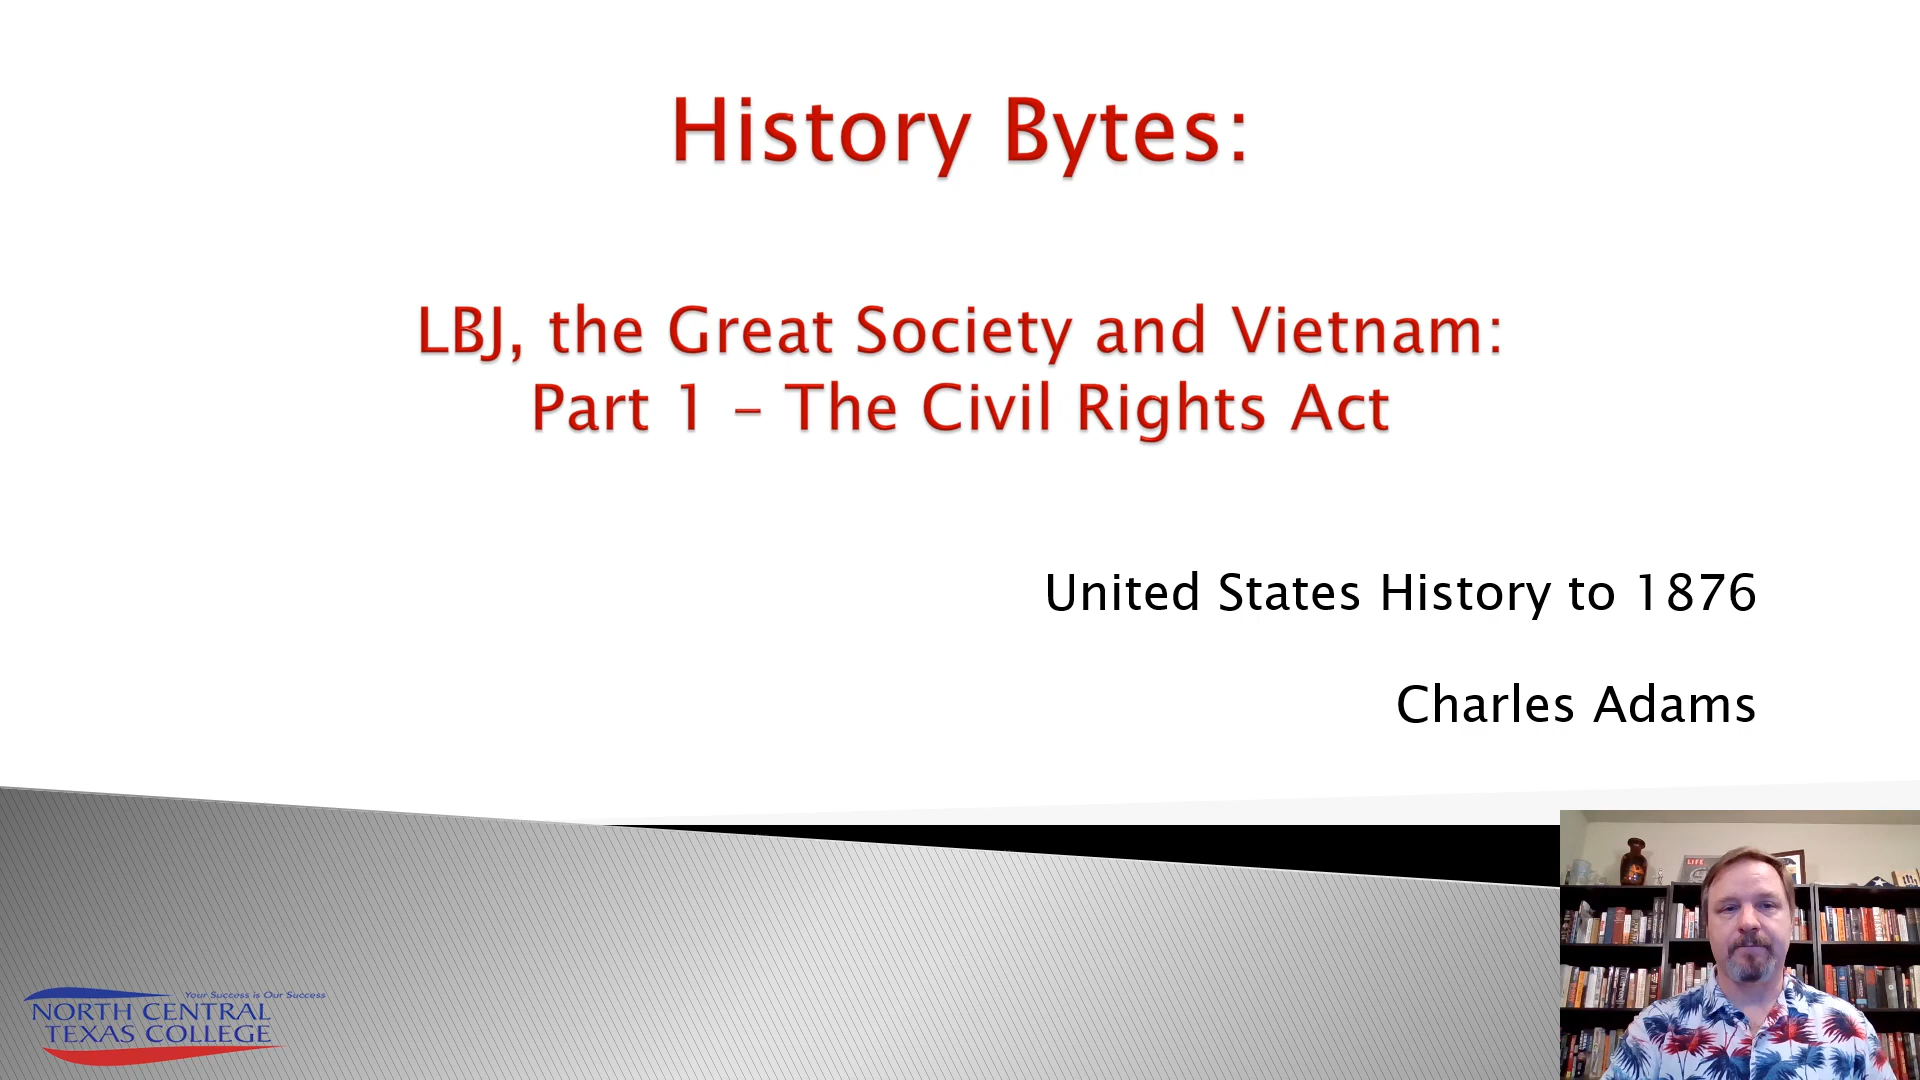 History Bytes:
LBJ, the Great Society and Vietnam:
Part 1 – The Civil Rights Act
United States History to 1876
Charles Adams
Your Success is Our Success
NORTH CENTRAL
TEXAS COLLEGE
LIFE